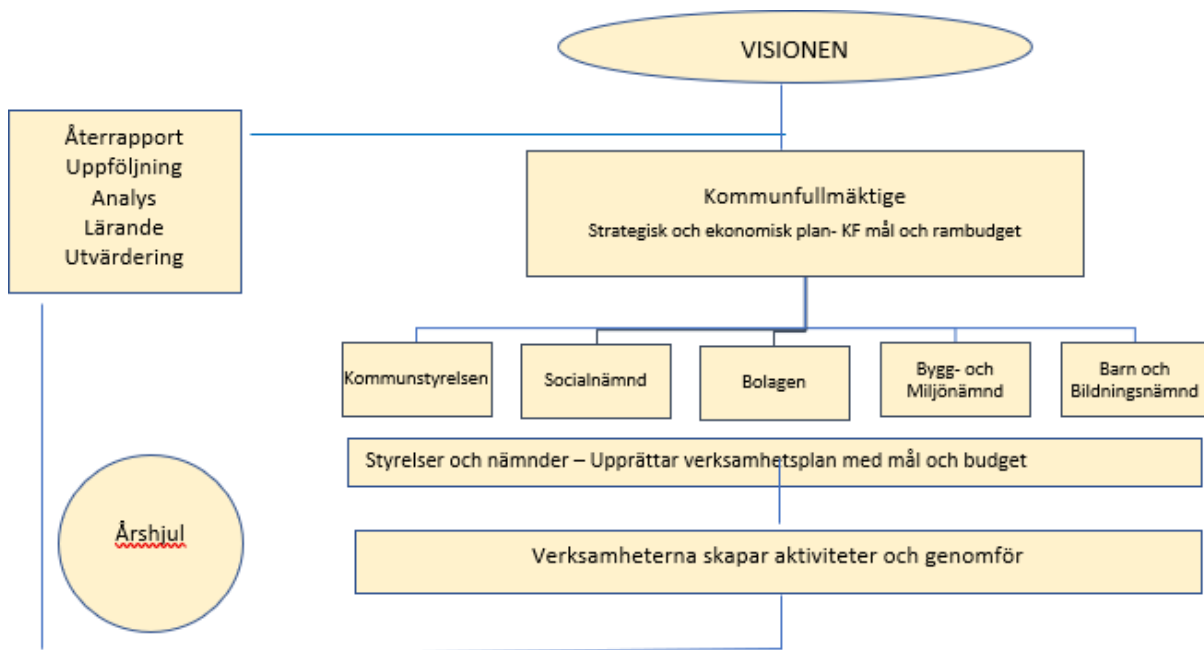 VISIONEN
Återrapport
Uppföljning
Analys
Lärande
Utvärdering
Kommunfullmäktige
Strategisk och ekonomisk plan- KF mål och rambudget
Kommunstyrelsen
Socialnämnd
Bolagen
Bygg- och
Miljönämnd
Barn och
Bildningsnämnd
Styrelser och nämnder – Upprättar verksamhetsplan med mål och budget
Årshjul
Verksamheterna skapar aktiviteter och genomför